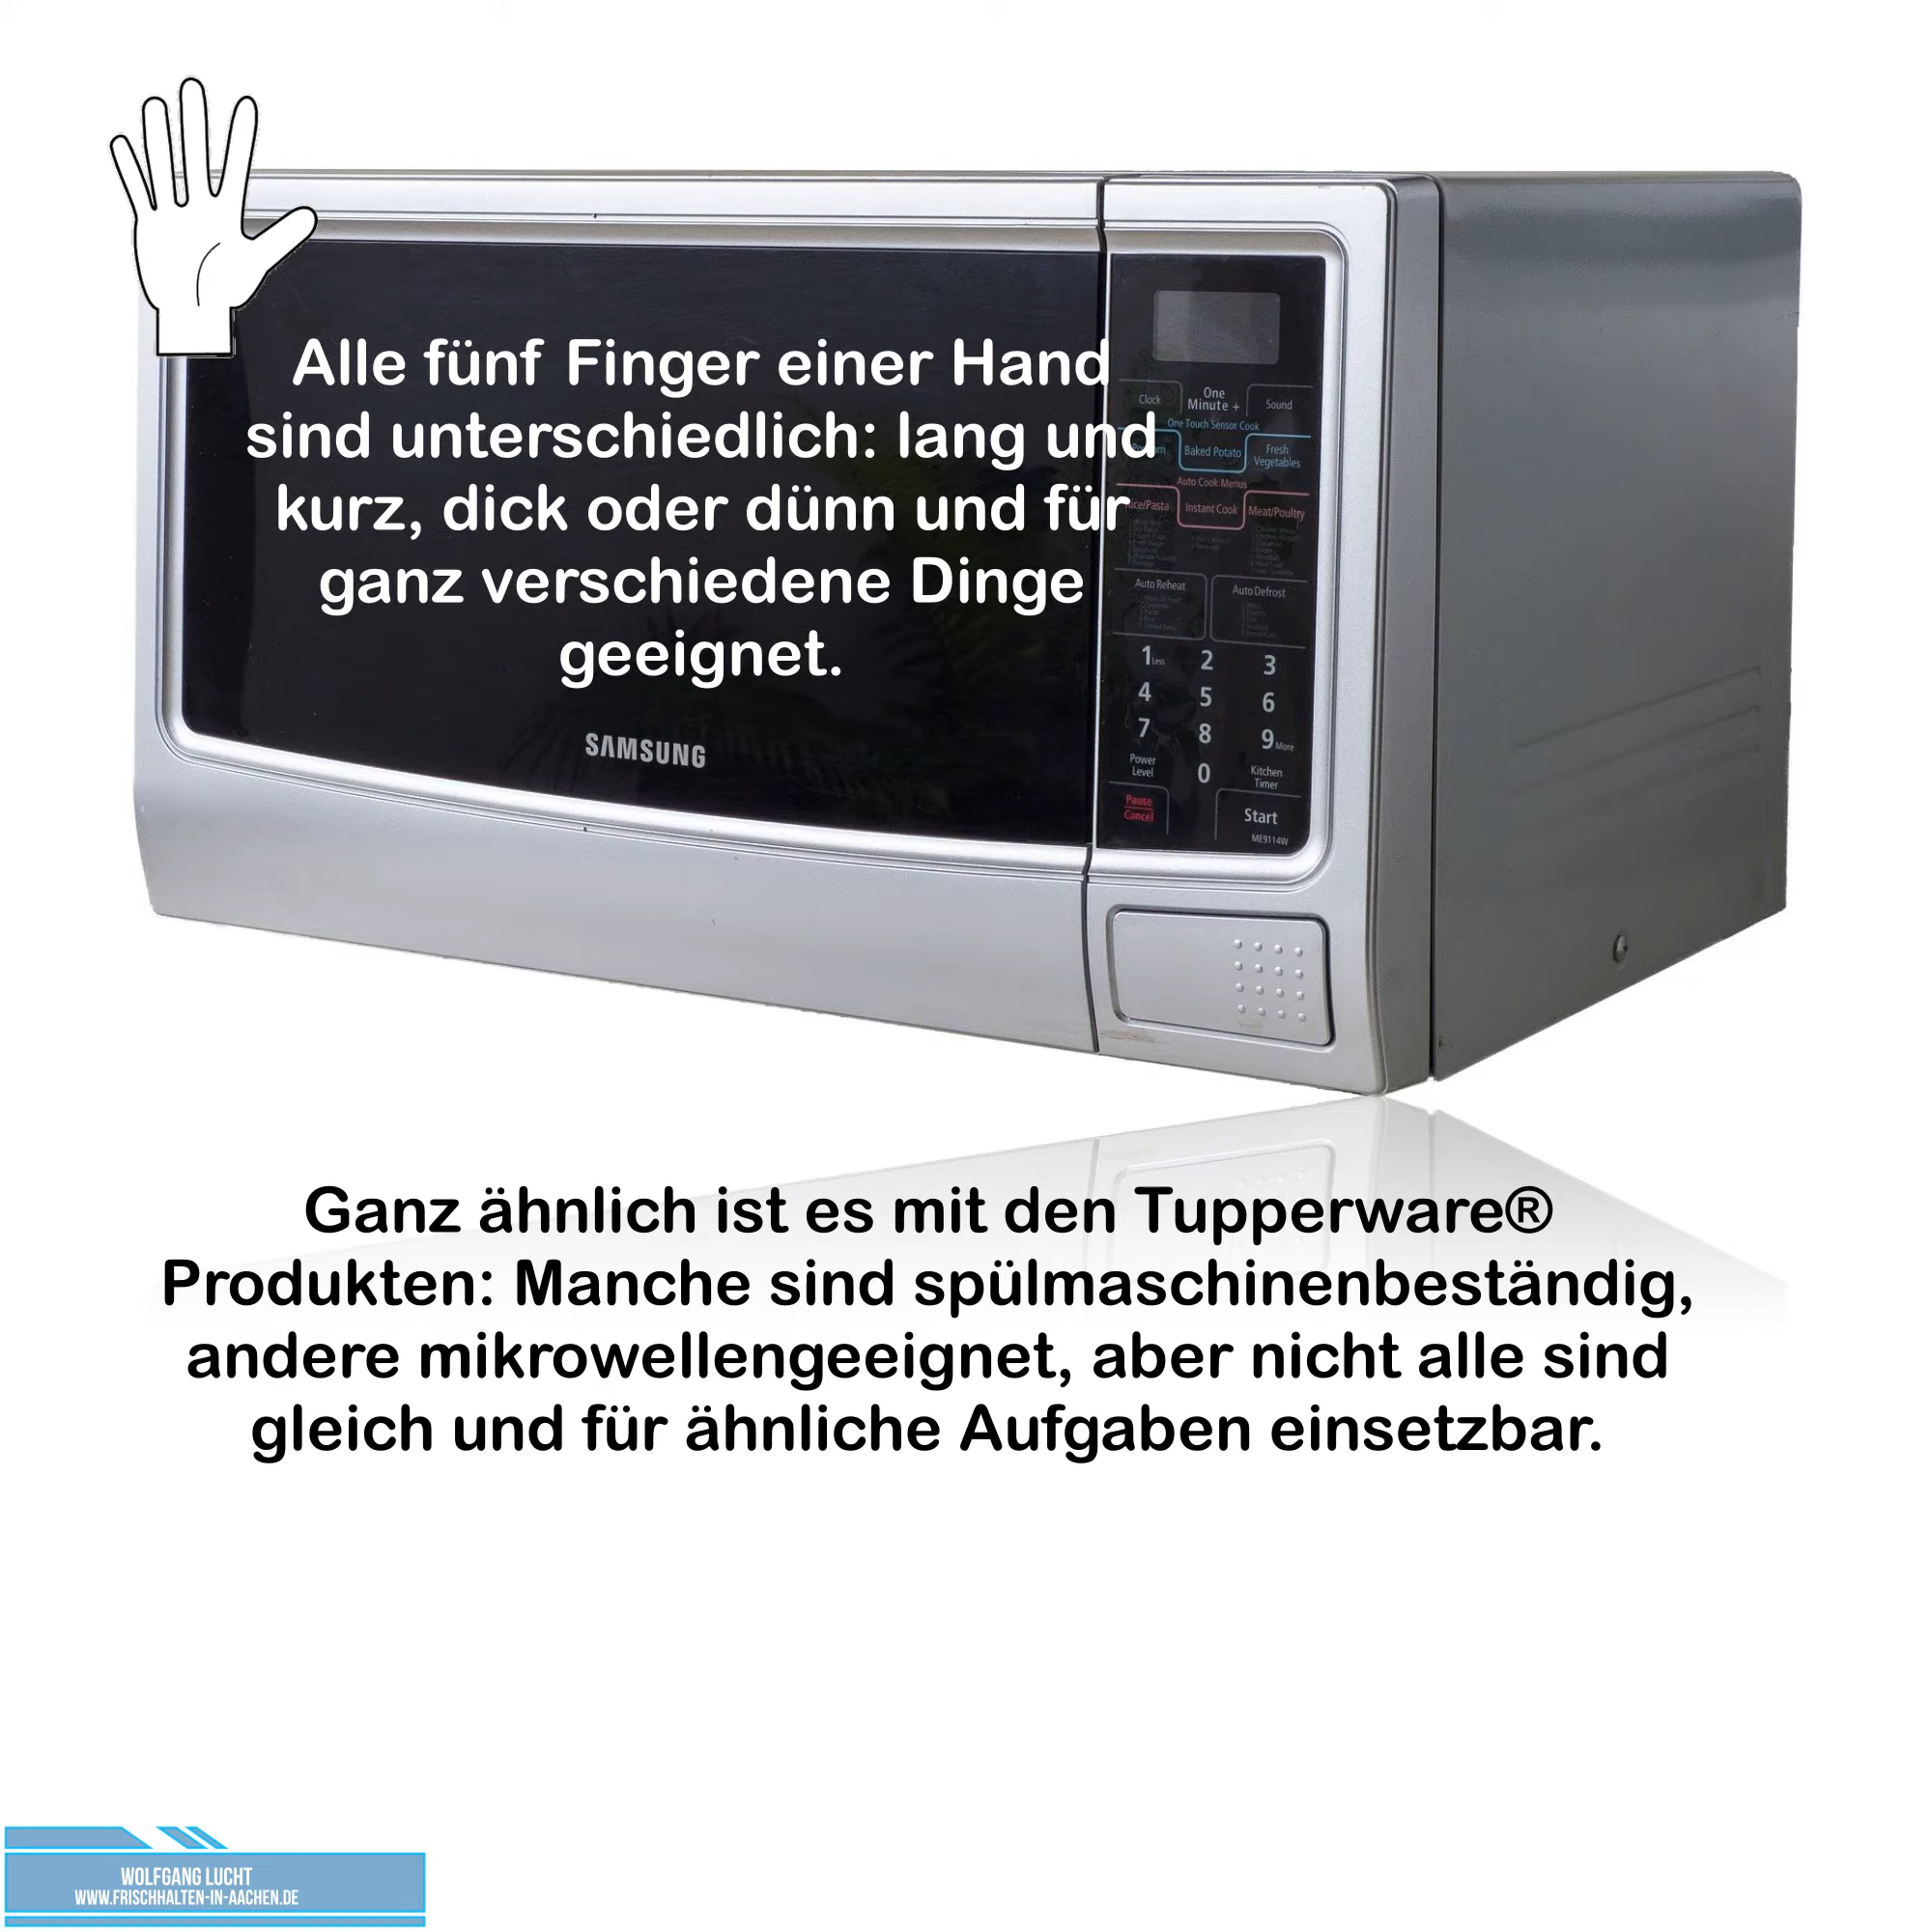 Alle fünf Finger einer Hand
sind unterschiedlich: lang und
kurz, dick oder dünn und für
ganz verschiedene Dinge
geeignet.
SAMSUNG
Clock
One
Minute +
Sound
One Touch Sensor Cook
Baked Potato
Fresh
Vegetables
Auto Cook Menus
Instant Cook
Meat/Poultry
Auto Reheat
Auto Defrost
1 Less 2 3
4 5 6
7 8 9 More
Power
Level
0
Kitchen
Timer
Pause
Cancel
Start
ME9114W
Ganz ähnlich ist es mit den Tupperware®
Produkten: Manche sind spülmaschinenbeständig,
andere mikrowellengeeignet, aber nicht alle sind
gleich und für ähnliche Aufgaben einsetzbar.
WOLFGANG LUCHT
WWW.FRISCHHALTEN-IN-AACHEN.DE